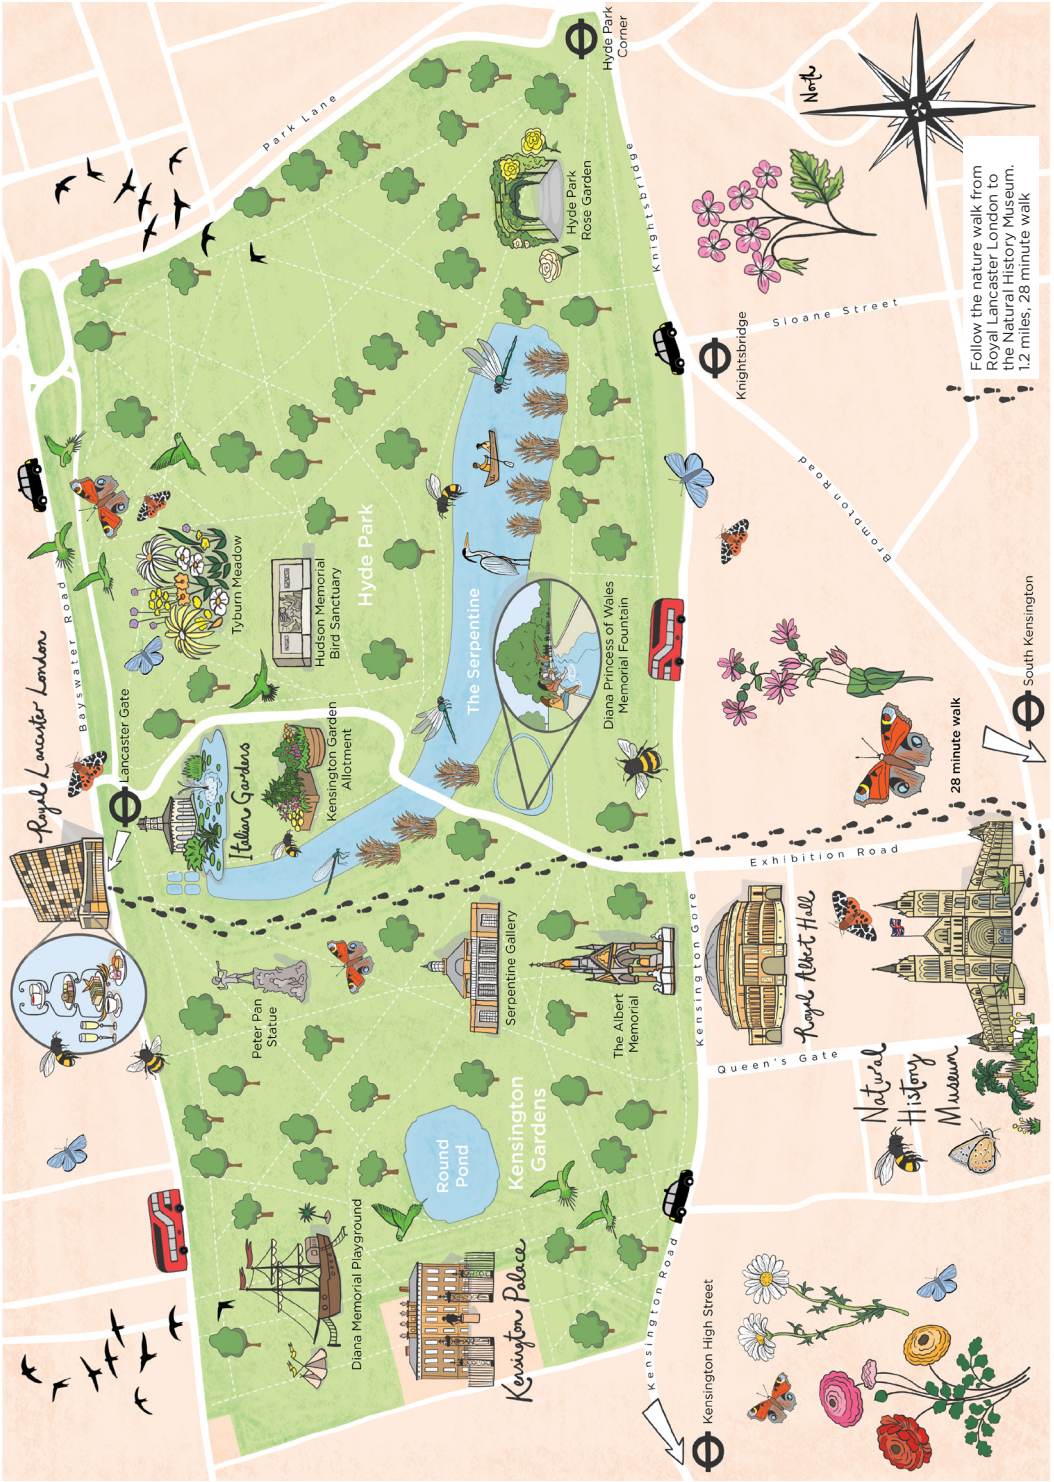 Royal Lancaster London
Bayswater Road
Park Lane
Lancaster Gate
Hyde Park
Corner
Italian Gardens
Kensington Garden
Allotment
Tyburn Meadow
Hudson Memorial
Bird Sanctuary
Hyde Park
Hyde Park
Rose Garden
The Serpentine
Diana Princess of Wales
Memorial Fountain
Peter Pan
Statue
Serpentine Gallery
The Albert
Memorial
Diana Memorial Playground
Round
Pond
Kensington
Gardens
Kensington Palace
Kensington Road
Kensington High Street
Kensington Gore
Queen's Gate
Exhibition Road
Royal Albert Hall
Natural
History
Museum
28 minute walk
South Kensington
Brompton Road
Knightsbridge
Knightsbridge
Sloane Street
North
Follow the nature walk from
Royal Lancaster London to
the Natural History Museum.
1.2 miles, 28 minute walk